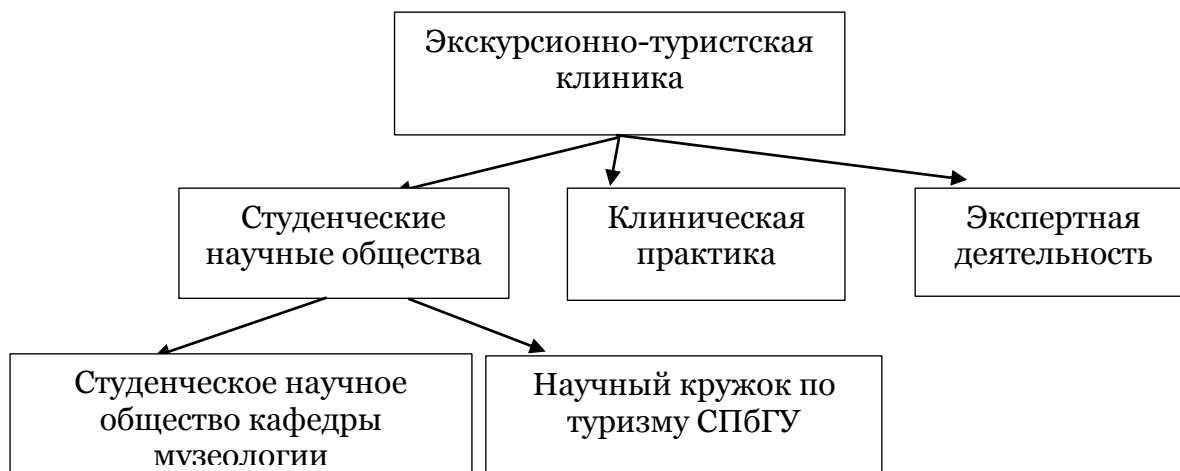 Экскурсионно-туристская
клиника
Студенческие
научные общества
Клиническая
практика
Экспертная
деятельность
Студенческое научное
общество кафедры
музеологии
Научный кружок по
туризму СПбГУ